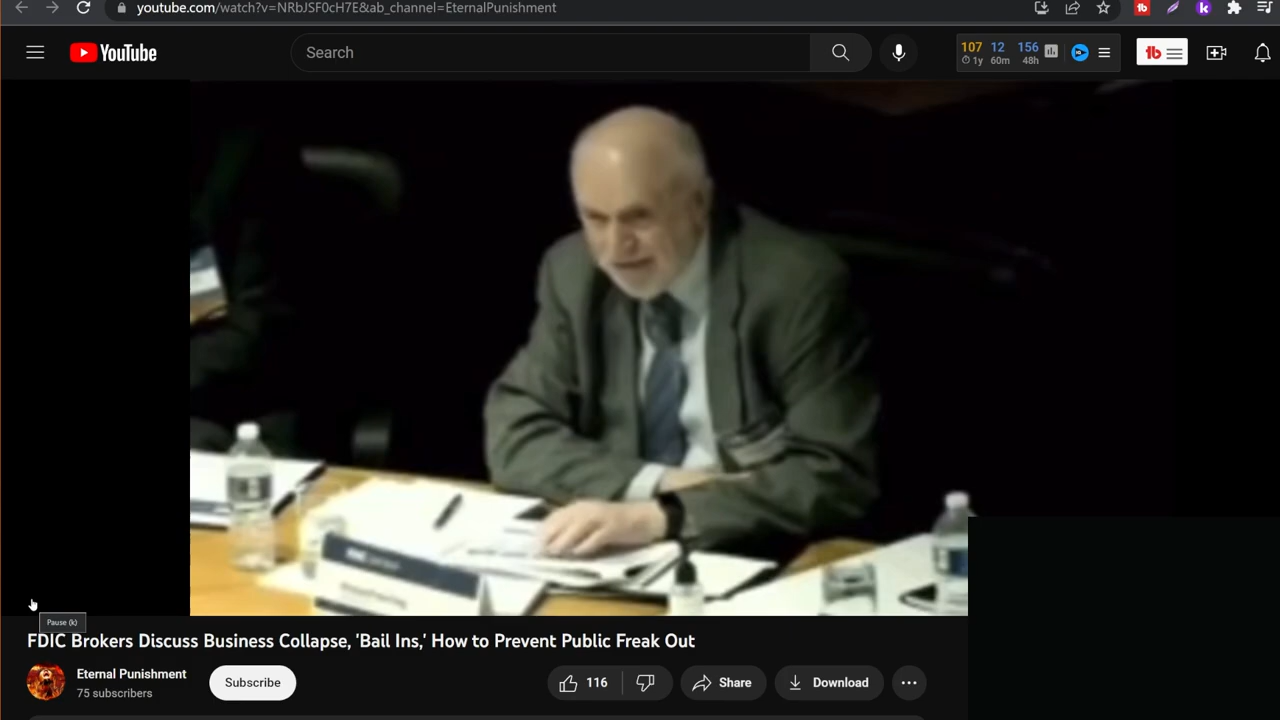 youtube.com/watch?v=NRbJSF0cH7E&ab_channel=EternalPunishment
YouTube
Search
107 12 156
1y 60m 48h
FDIC Brokers Discuss Business Collapse, 'Bail Ins,' How to Prevent Public Freak Out
Pause (k)
Eternal Punishment
75 subscribers
Subscribe
116
Share
Download